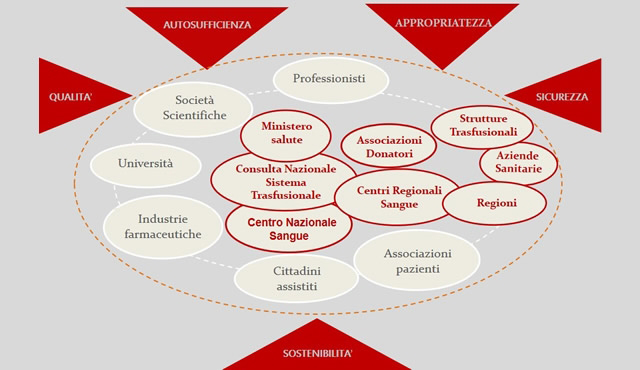 AUTOSUFFICIENZA
APPROPRIATEZZA
QUALITA'
SICUREZZA
Professionisti
Società
Scientifiche
Strutture
Trasfusionali
Ministero
salute
Associazioni
Donatori
Università
Aziende
Sanitarie
Consulta Nazionale
Sistema
Trasfusionale
Centri Regionali
Sangue
Regioni
Industrie
farmaceutiche
Centro Nazionale
Sangue
Associazioni
pazienti
Cittadini
assistiti
SOSTENIBILITA'